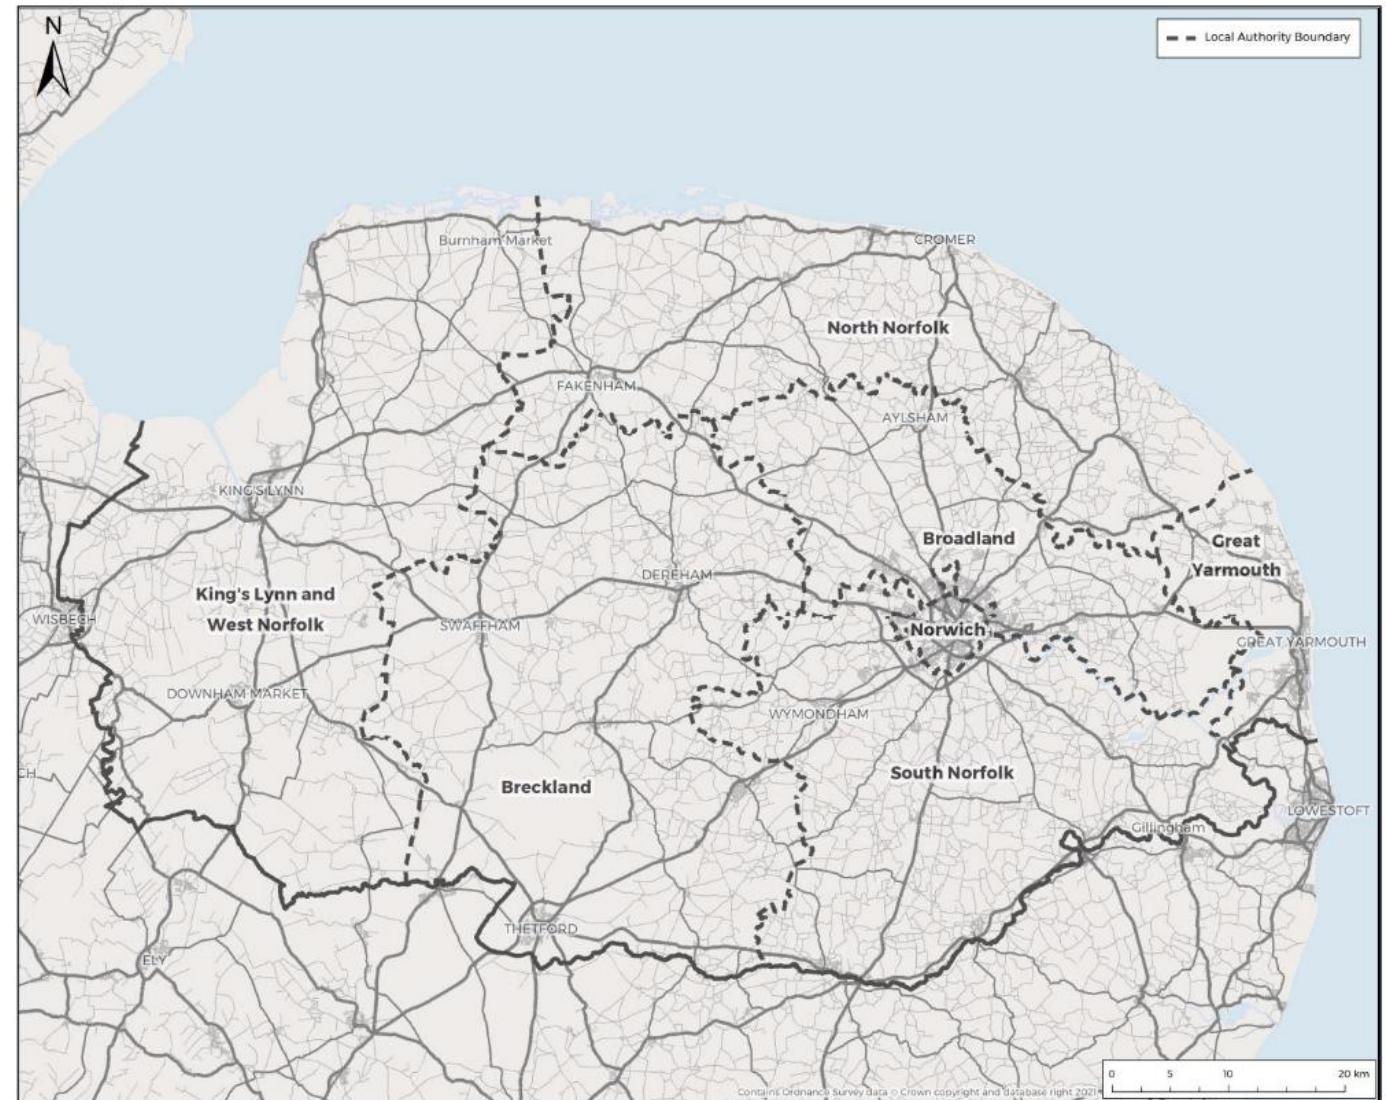 N
Local Authority Boundary
Burnham Market
CROMER
North Norfolk
FAKENHAM
AYLSHAM
KING'S LYNN
Broadland
Great
Yarmouth
DEREHAM
King's Lynn and
West Norfolk
WISBECH
SWAFFHAM
Norwich
GREAT YARMOUTH
DOWNHAM MARKET
WYMONDHAM
CH
South Norfolk
Breckland
LOWESTOFT
Gillingham
THETFORD
ELY
0 5 10 20 km
Contains Ordnance Survey data © Crown copyright and database right 2021